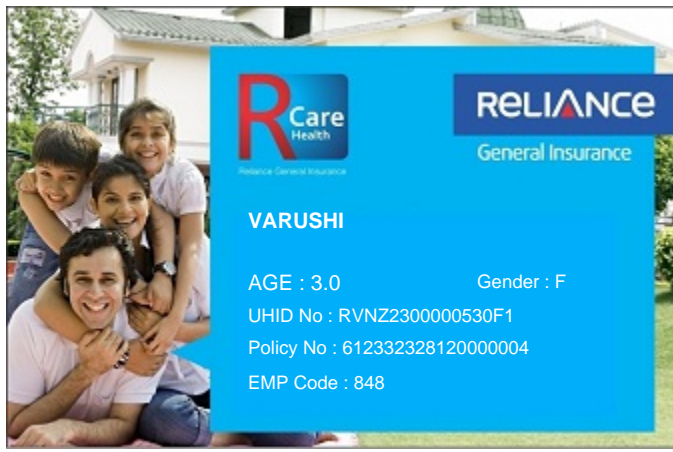 R Care
Health
Reliance General Insurance
RELIANCE
General Insurance
VARUSHI
AGE : 3.0
Gender : F
UHID No : RVNZ2300000530F1
Policy No : 612332328120000004
EMP Code : 848